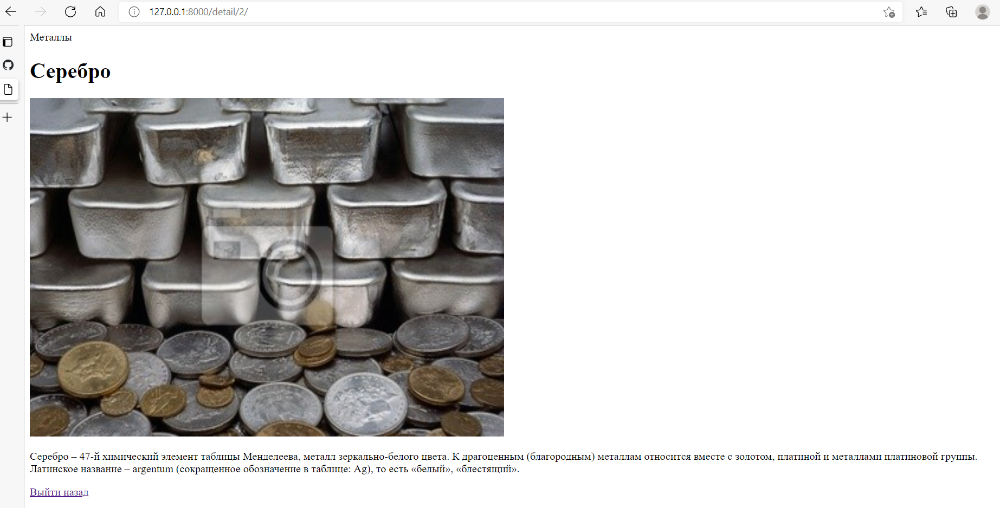 127.0.0.1:8000/detail/2/
Металлы
Серебро
Серебро – 47-й химический элемент таблицы Менделеева, металл зеркально-белого цвета. К драгоценным (благородным) металлам относится вместе с золотом, платиной и металлами платиновой группы.
Латинское название – argentum (сокращенное обозначение в таблице: Ag), то есть «белый», «блестящий».
Выйти назад